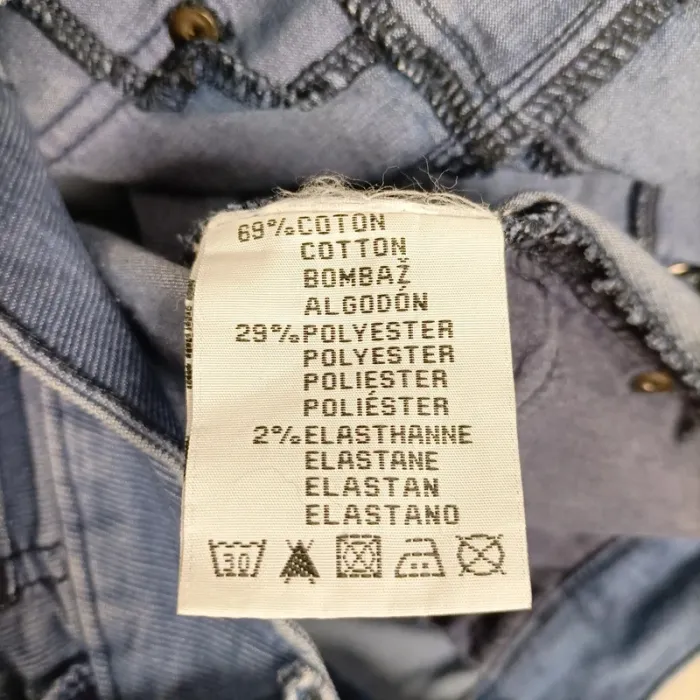 69% COTON
COTTON
BOMBAŽ
ALGODÓN
29% POLYESTER
POLYESTER
POLIESTER
POLIÉSTER
2% ELASTHANNE
ELASTANE
ELASTAN
ELASTANO
30